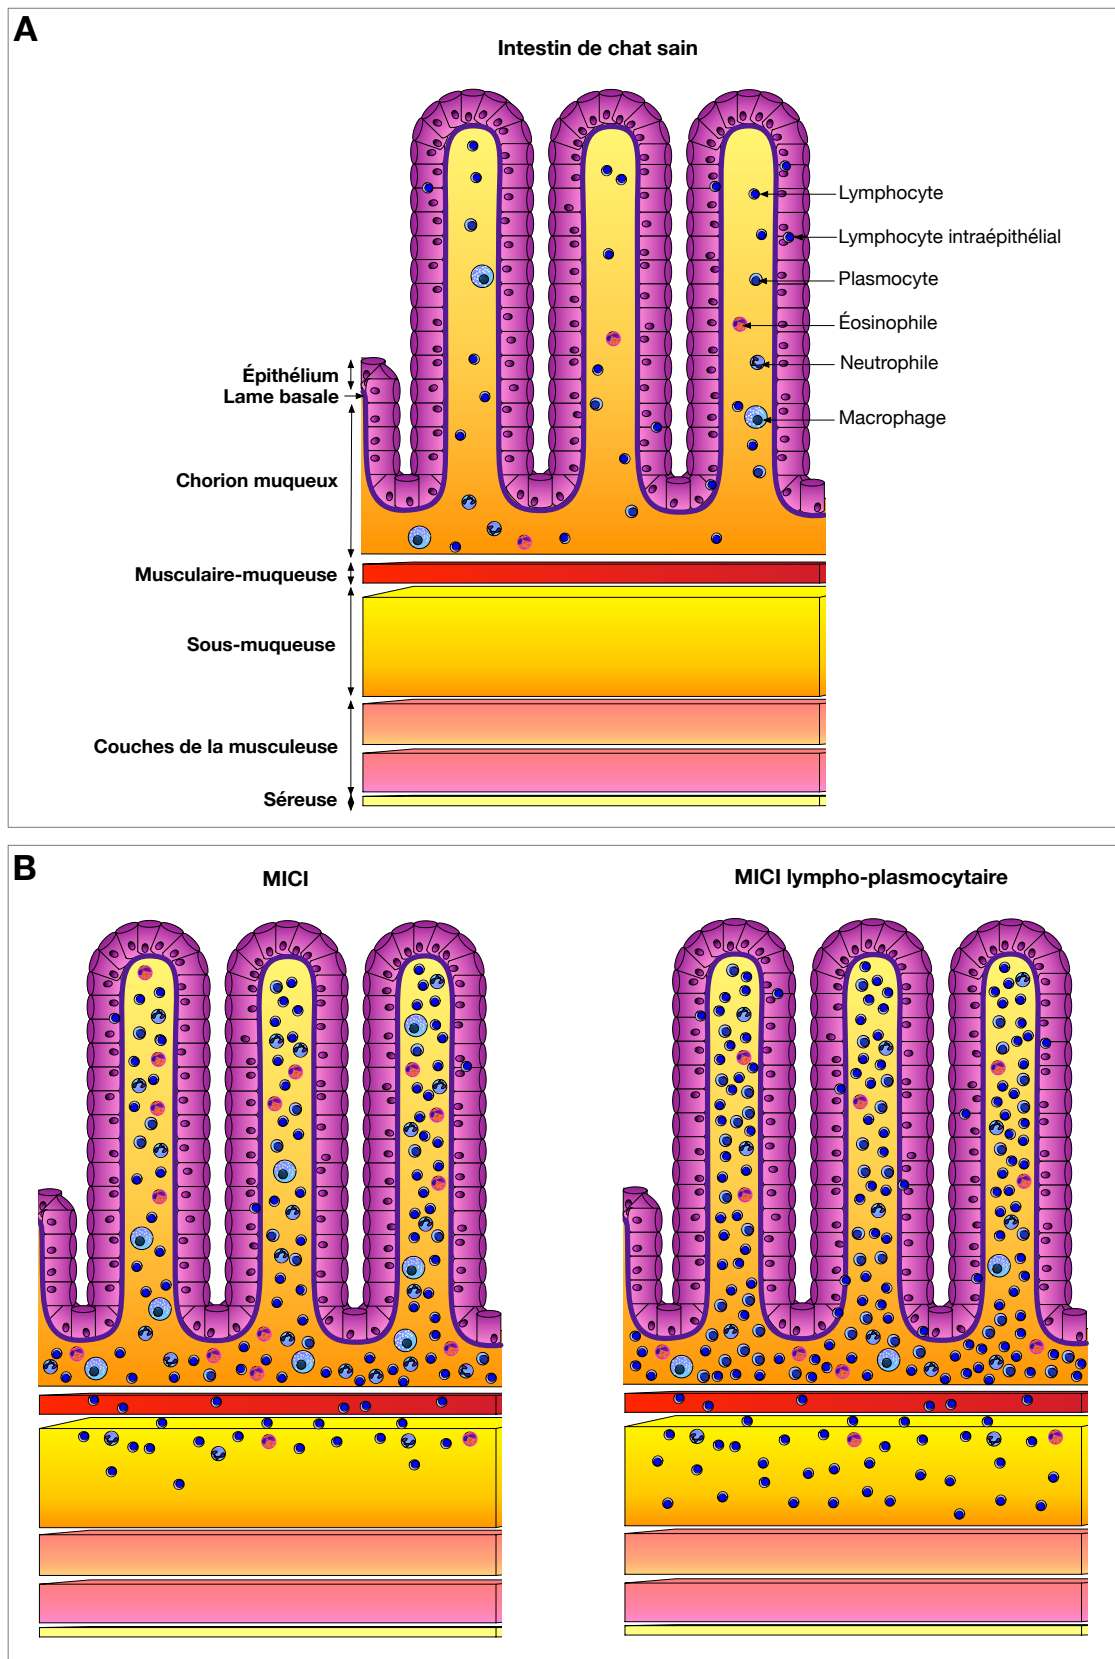 A
Intestin de chat sain
Lymphocyte
Lymphocyte intraépithélial
Plasmocyte
Éosinophile
Neutrophile
Macrophage
Épithélium
Lame basale
Chorion muqueux
Musculaire-muqueuse
Sous-muqueuse
Couches de la musculeuse
Séreuse
B
MICI
MICI lympho-plasmocytaire